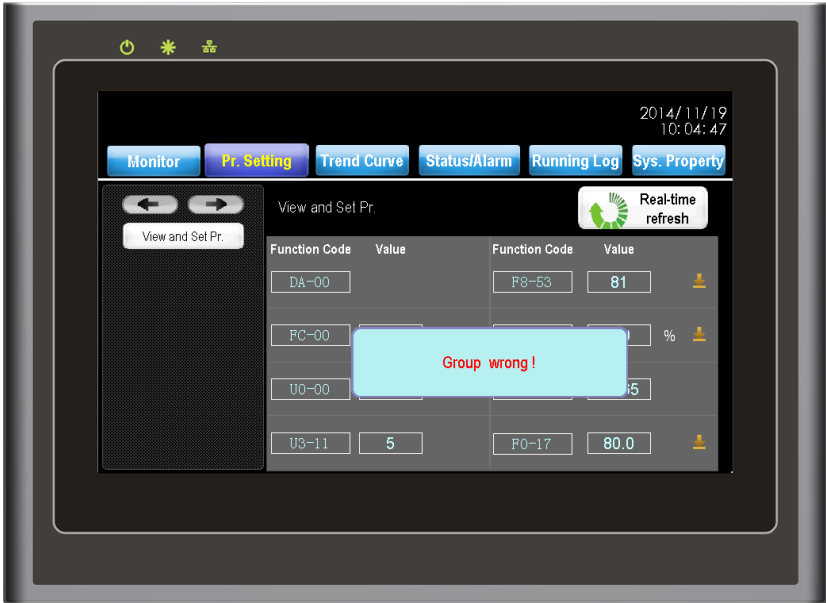 2014/11/19
10:04:47
Monitor Pr. Setting Trend Curve Status/Alarm Running Log Sys. Property
View and Set Pr. Real-time refresh
View and Set Pr.
Function Code Value Function Code Value
DA-00 F8-53 81
FC-00 %
Group wrong!
U0-00 5
U3-11 5 F0-17 80.0